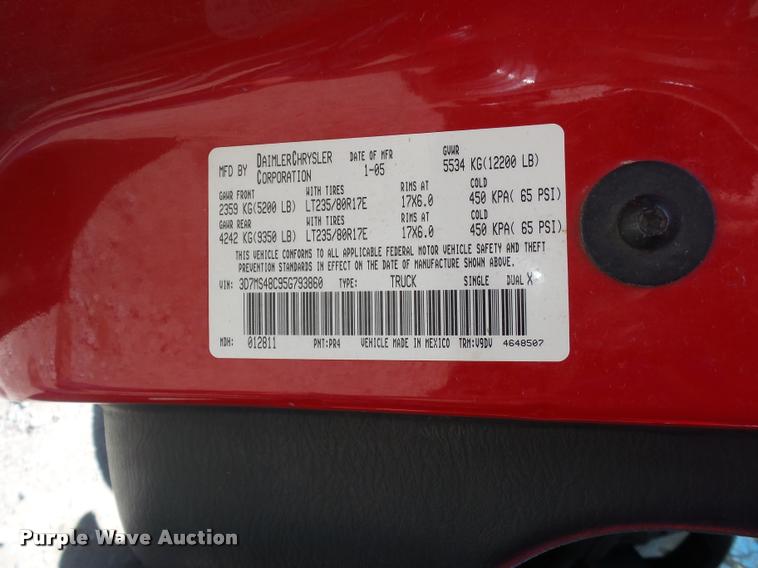 MFD BY DAIMLERCHRYSLER CORPORATION DATE OF MFR 1-05 GVWR 5534 KG(12200 LB)
GAWR FRONT WITH TIRES RIMS AT COLD
2359 KG(5200 LB) LT235/80R17E 17X6.0 450 KPA( 65 PSI)
GAWR REAR WITH TIRES RIMS AT COLD
4242 KG(9350 LB) LT235/80R17E 17X6.0 450 KPA( 65 PSI)
THIS VEHICLE CONFORMS TO ALL APPLICABLE FEDERAL MOTOR VEHICLE SAFETY AND THEFT
PREVENTION STANDARDS IN EFFECT ON THE DATE OF MANUFACTURE SHOWN ABOVE.
VIN: 3D7MS48C95G793860 TYPE: TRUCK SINGLE DUAL X
MDH: 012811 PNT:PR4 VEHICLE MADE IN MEXICO TRM:V9DV 4648507
Purple Wave Auction